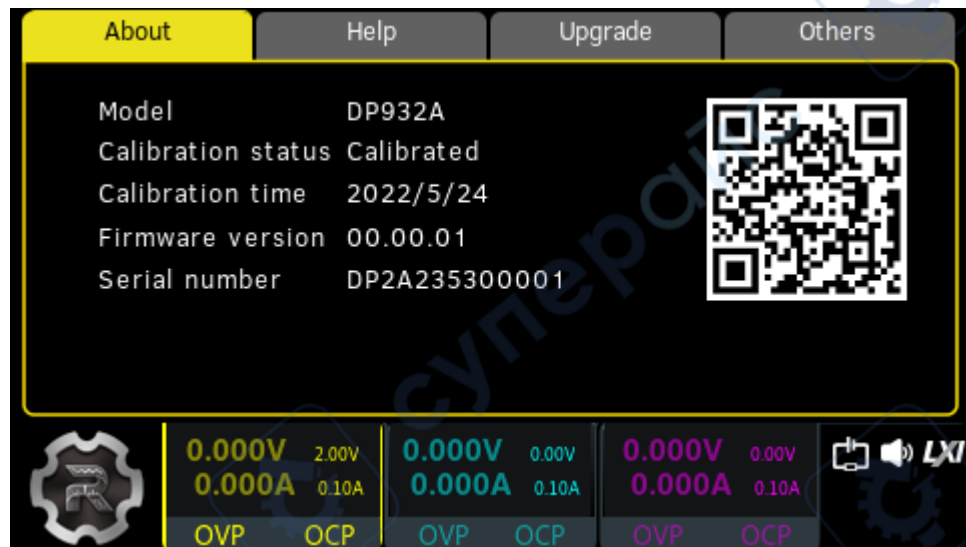 About Help Upgrade Others
Model DP932A
Calibration status Calibrated
Calibration time 2022/5/24
Firmware version 00.00.01
Serial number DP2A235300001
суперайс
0.000V 2.00V 0.000V 0.00V 0.000V 0.00V
0.000A 0.10A 0.000A 0.10A 0.000A 0.10A
OVP OCP OVP OCP OVP OCP
LXI